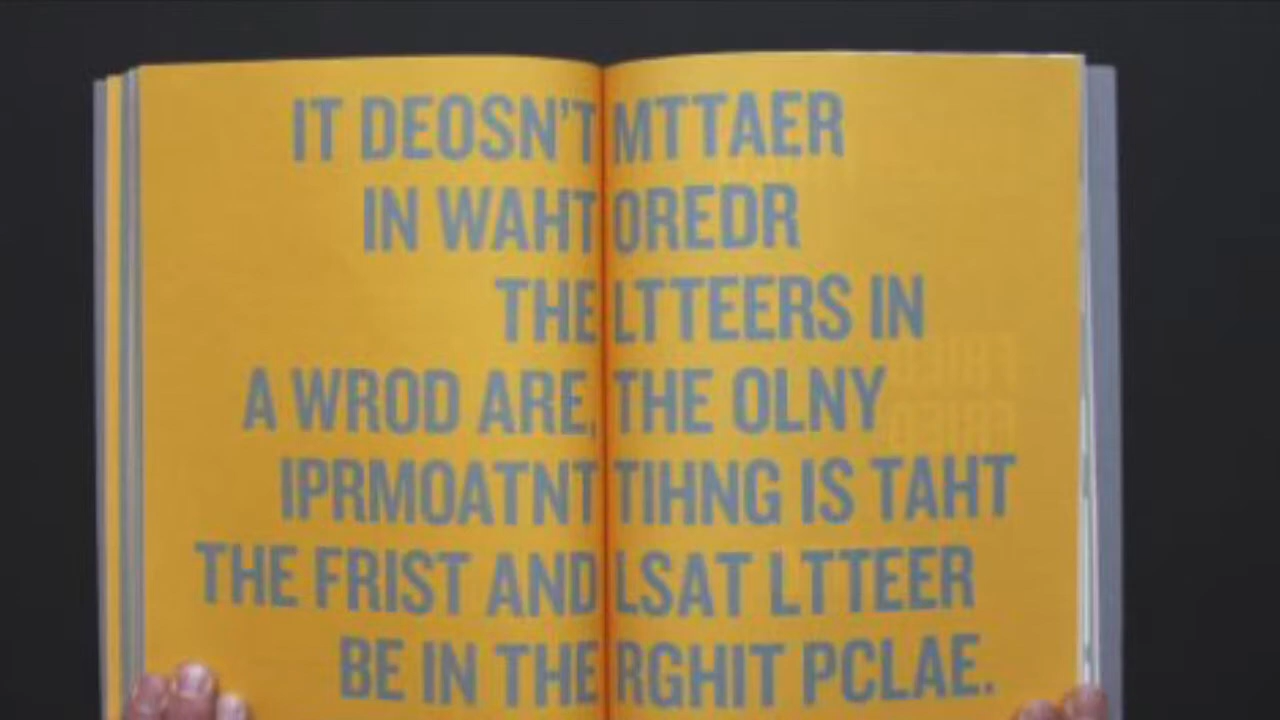 IT DEOSN'T MTTAER
IN WAHT OREDR
THE LTTEERS IN
A WROD ARE, THE OLNY
IPRMOATNT TIHNG IS TAHT
THE FRIST AND LSAT LTTEER
BE IN THE RGHIT PCLAE.